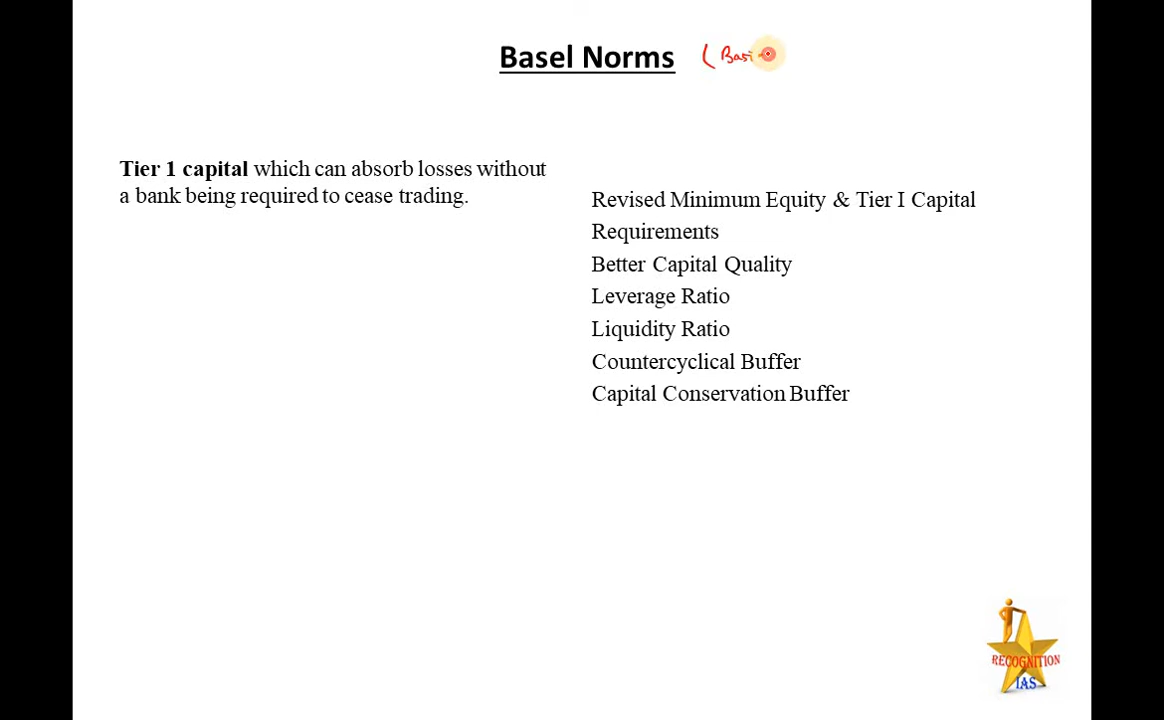 Basel Norms (Basi
Tier 1 capital which can absorb losses without
a bank being required to cease trading.
Revised Minimum Equity & Tier I Capital
Requirements
Better Capital Quality
Leverage Ratio
Liquidity Ratio
Countercyclical Buffer
Capital Conservation Buffer
RECOGNITION
IAS